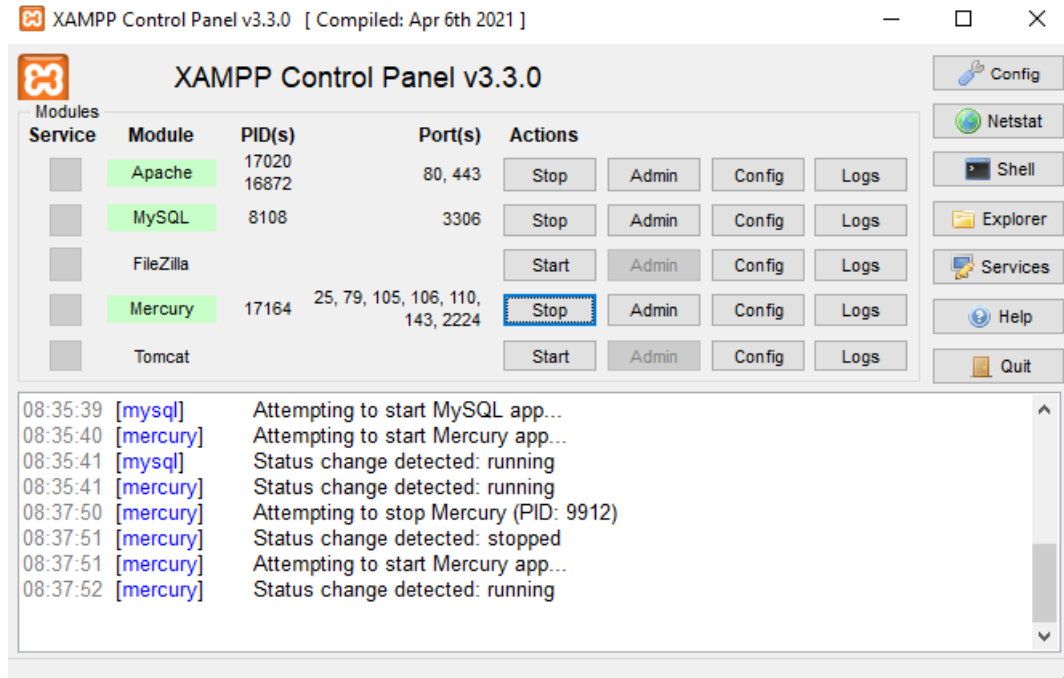 XAMPP Control Panel v3.3.0 [ Compiled: Apr 6th 2021 ]
XAMPP Control Panel v3.3.0
Config
Modules
Service Module PID(s) Port(s) Actions
Netstat
Apache 17020 16872 80, 443 Stop Admin Config Logs
Shell
MySQL 8108 3306 Stop Admin Config Logs
Explorer
FileZilla Start Admin Config Logs
Services
Mercury 17164 25, 79, 105, 106, 110, 143, 2224 Stop Admin Config Logs
Help
Tomcat Start Admin Config Logs
Quit
08:35:39 [mysql] Attempting to start MySQL app...
08:35:40 [mercury] Attempting to start Mercury app...
08:35:41 [mysql] Status change detected: running
08:35:41 [mercury] Status change detected: running
08:37:50 [mercury] Attempting to stop Mercury (PID: 9912)
08:37:51 [mercury] Status change detected: stopped
08:37:51 [mercury] Attempting to start Mercury app...
08:37:52 [mercury] Status change detected: running